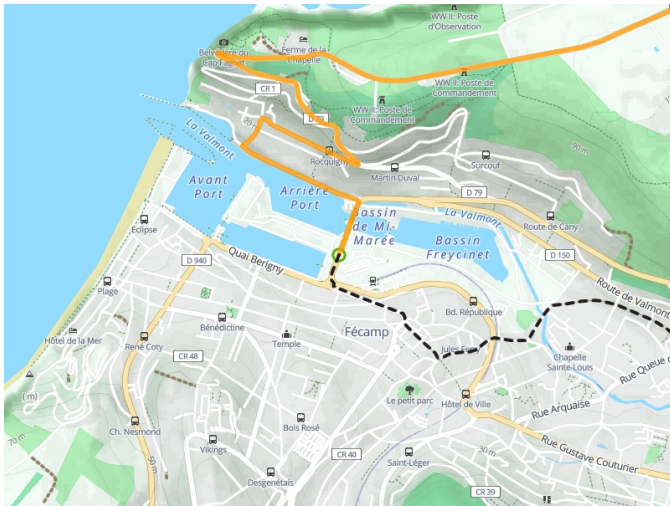 WW II: Poste
d'Observation
Belvédère du
Cap Fagnet
Ferme de la
Chapelle
CR 1
WW II: Poste de
Commandement
WW II: Poste de
Commandement
D 79
20 m
90 m
La Valmont
Rocquigny
Martin Duval
Surcouf
Avant
Port
Arrière
Port
D 79
Bassin
de Mi-
Marée
La Valmont
Route de Cany
Eclipse
Bassin
Freycinet
D 940
Quai Berigny
D 150
Route de Valmont
Plage
Bd. République
Bénédictine
Fécamp
Hôtel de la Mer
René Coty
Temple
Jules Ferry
CR 48
Chapelle
Sainte-Louis
Rue Queue de
( m)
Le petit parc
Hôtel de Ville
Rue Arquaise
Ch. Nesmond
Bois Rosé
Rue Gustave Couturier
70 m
Vikings
30 m
50 m
CR 40
Saint-Léger
Desgenétais
CR 39